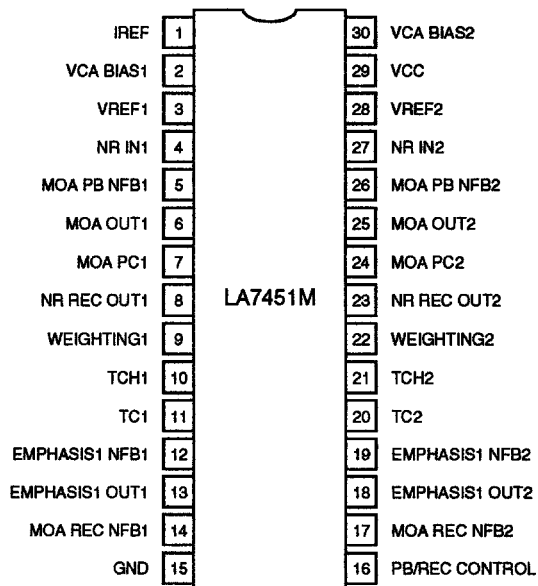 IREF 1 30 VCA BIAS2
VCA BIAS1 2 29 VCC
VREF1 3 28 VREF2
NR IN1 4 27 NR IN2
MOA PB NFB1 5 26 MOA PB NFB2
MOA OUT1 6 25 MOA OUT2
MOA PC1 7 24 MOA PC2
NR REC OUT1 8 LA7451M 23 NR REC OUT2
WEIGHTING1 9 22 WEIGHTING2
TCH1 10 21 TCH2
TC1 11 20 TC2
EMPHASIS1 NFB1 12 19 EMPHASIS1 NFB2
EMPHASIS1 OUT1 13 18 EMPHASIS1 OUT2
MOA REC NFB1 14 17 MOA REC NFB2
GND 15 16 PB/REC CONTROL